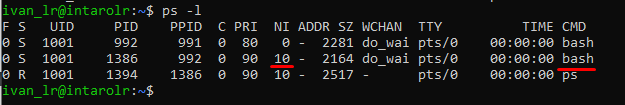 ivan_lr@intarolr:~$ ps -l
F S   UID     PID    PPID  C PRI  NI ADDR SZ WCHAN  TTY          TIME CMD
0 S  1001     992     991  0  80   0 -  2281 do_wai pts/0    00:00:00 bash
0 S  1001    1386     992  0  90  10 -  2164 do_wai pts/0    00:00:00 bash
0 R  1001    1394    1386  0  90  10 -  2517 -      pts/0    00:00:00 ps
ivan_lr@intarolr:~$